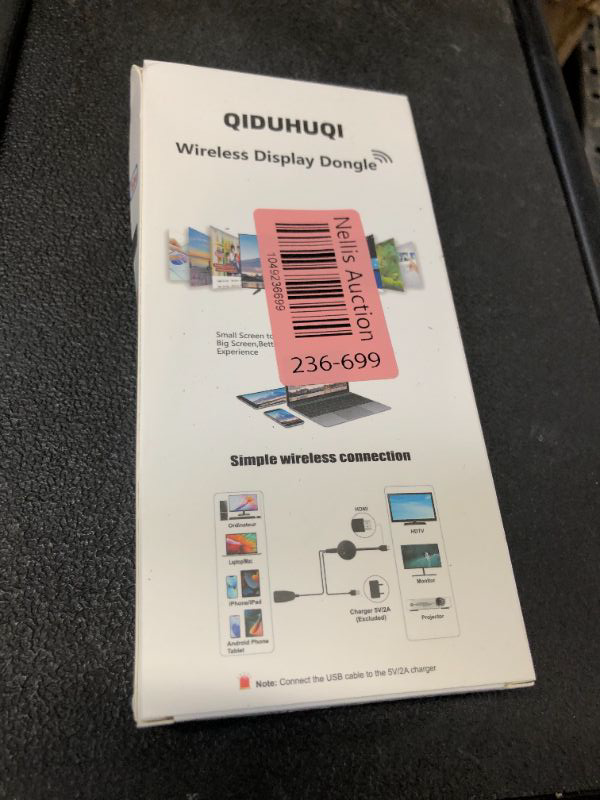 QIDUHUQI
Wireless Display Dongle
Nellis Auction
1049236699
236-699
Small Screen to
Big Screen,Bett
Experience
Simple wireless connection
Ordinateur
Laptop/Mac
iPhone/iPad
Android Phone
Tablet
HDMI
Charger 5V/2A
(Excluded)
HDTV
Monitor
Projector
Note: Connect the USB cable to the 5V/2A charger